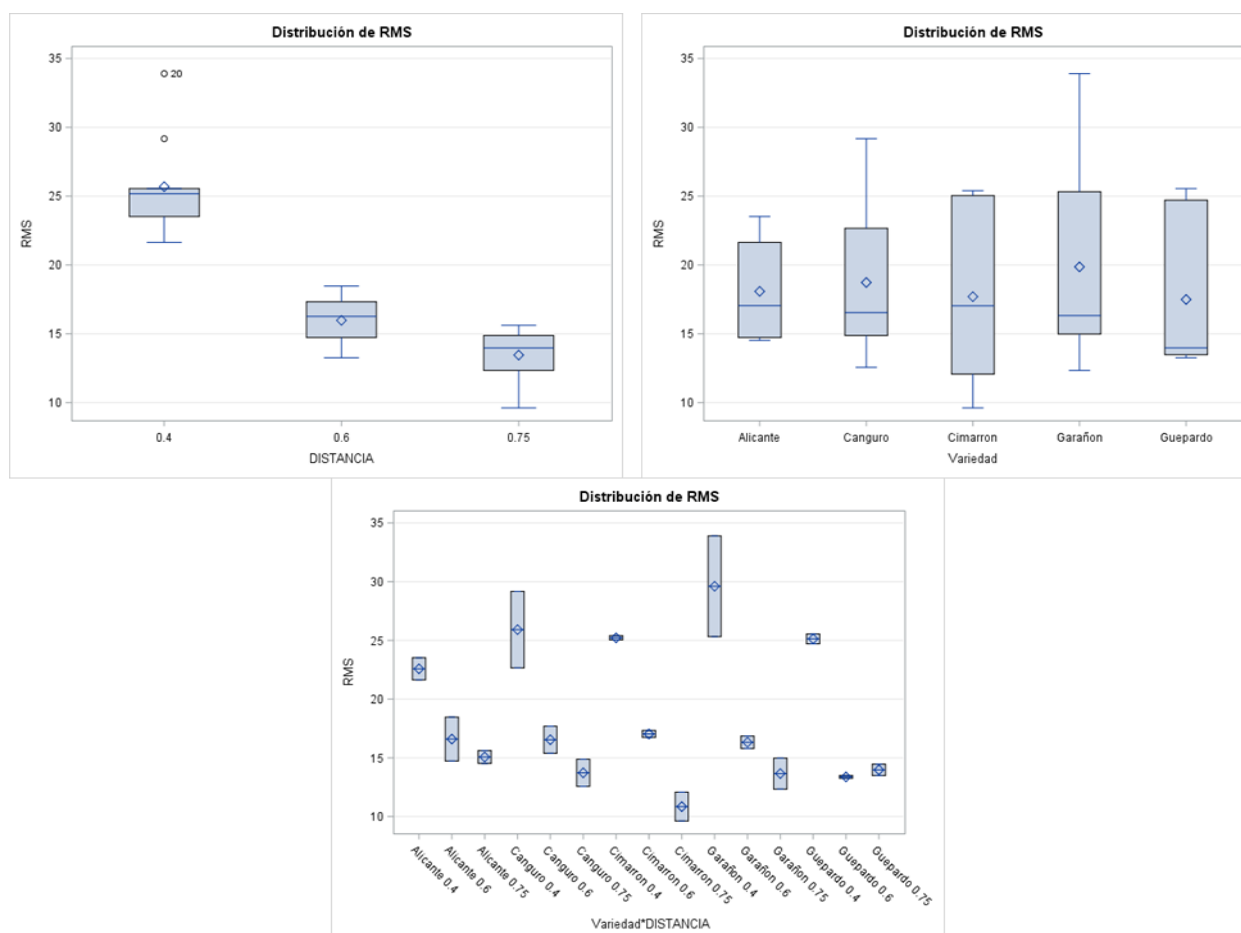 Distribución de RMS
35
30
25
20
15
10
RMS
20
0.4
0.6
0.75
DISTANCIA
Distribución de RMS
35
30
25
20
15
10
RMS
Alicante
Canguro
Cimarron
Garañon
Guepardo
Variedad
Distribución de RMS
35
30
25
20
15
10
RMS
Alicante 0.4
Alicante 0.6
Alicante 0.75
Canguro 0.4
Canguro 0.6
Canguro 0.75
Cimarron 0.4
Cimarron 0.6
Cimarron 0.75
Garañon 0.4
Garañon 0.6
Garañon 0.75
Guepardo 0.4
Guepardo 0.6
Guepardo 0.75
Variedad*DISTANCIA